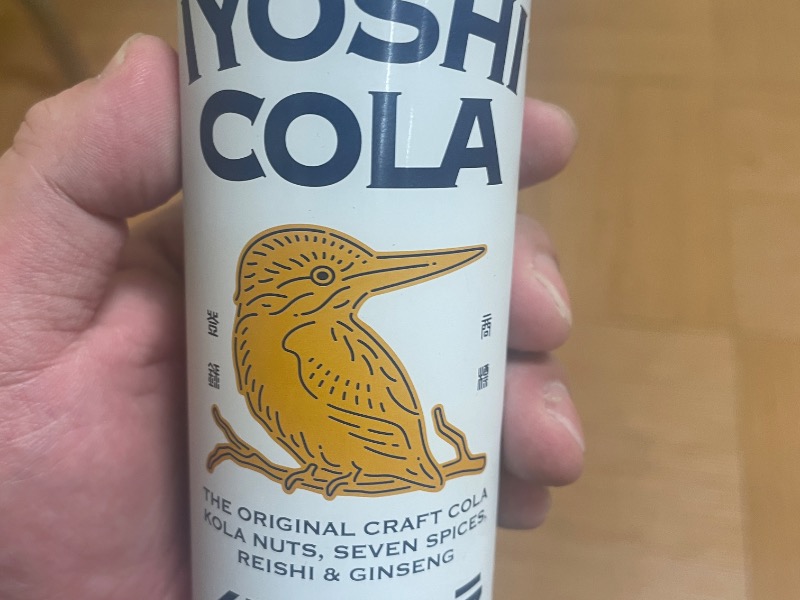 IYOSHI
COLA
THE ORIGINAL CRAFT COLA
KOLA NUTS, SEVEN SPICES,
REISHI & GINSENG